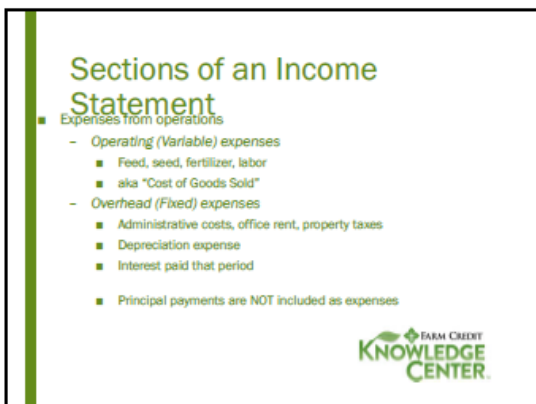 Sections of an Income
Statement
■ Expenses from operations
– Operating (Variable) expenses
■ Feed, seed, fertilizer, labor
■ aka “Cost of Goods Sold”
– Overhead (Fixed) expenses
■ Administrative costs, office rent, property taxes
■ Depreciation expense
■ Interest paid that period
■ Principal payments are NOT included as expenses
FARM CREDIT
KNOWLEDGE
CENTER